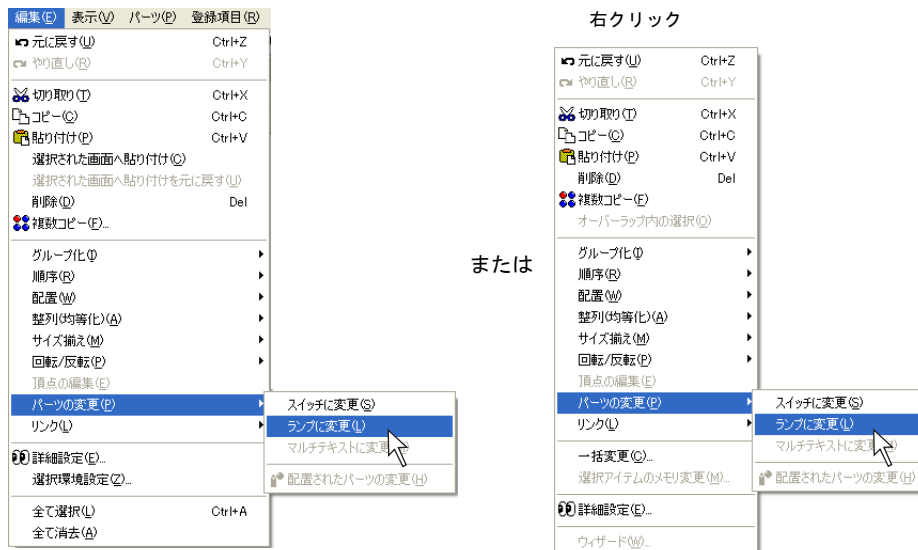 編集(E) 表示(V) パーツ(P) 登録項目(R)
元に戻す(U) Ctrl+Z
やり直し(R) Ctrl+Y
切り取り(T) Ctrl+X
コピー(C) Ctrl+C
貼り付け(P) Ctrl+V
選択された画面へ貼り付け(C)
選択された画面へ貼り付けを元に戻す(U)
削除(D) Del
複数コピー(F)...
グループ化(I)
順序(R)
配置(W)
整列(均等化)(A)
サイズ揃え(M)
回転/反転(P)
頂点の編集(E)
パーツの変更(P)
リンク(L)
詳細設定(E)...
選択環境設定(Z)...
全て選択(L) Ctrl+A
全て消去(A)
スイッチに変更(S)
ランプに変更(L)
マルチテキストに変更
配置されたパーツの変更(H)
または
右クリック
元に戻す(U) Ctrl+Z
やり直し(R) Ctrl+Y
切り取り(T) Ctrl+X
コピー(C) Ctrl+C
貼り付け(P) Ctrl+V
削除(D) Del
複数コピー(F)
オーバーラップ内の選択(O)
グループ化(I)
順序(R)
配置(W)
整列(均等化)(A)
サイズ揃え(M)
回転/反転(P)
頂点の編集(E)
パーツの変更(P)
リンク(L)
一括変更(C)...
選択アイテムのメモリ変更(M)...
詳細設定(E)...
ウィザード(W)...
スイッチに変更(S)
ランプに変更(L)
マルチテキストに変更
配置されたパーツの変更(H)